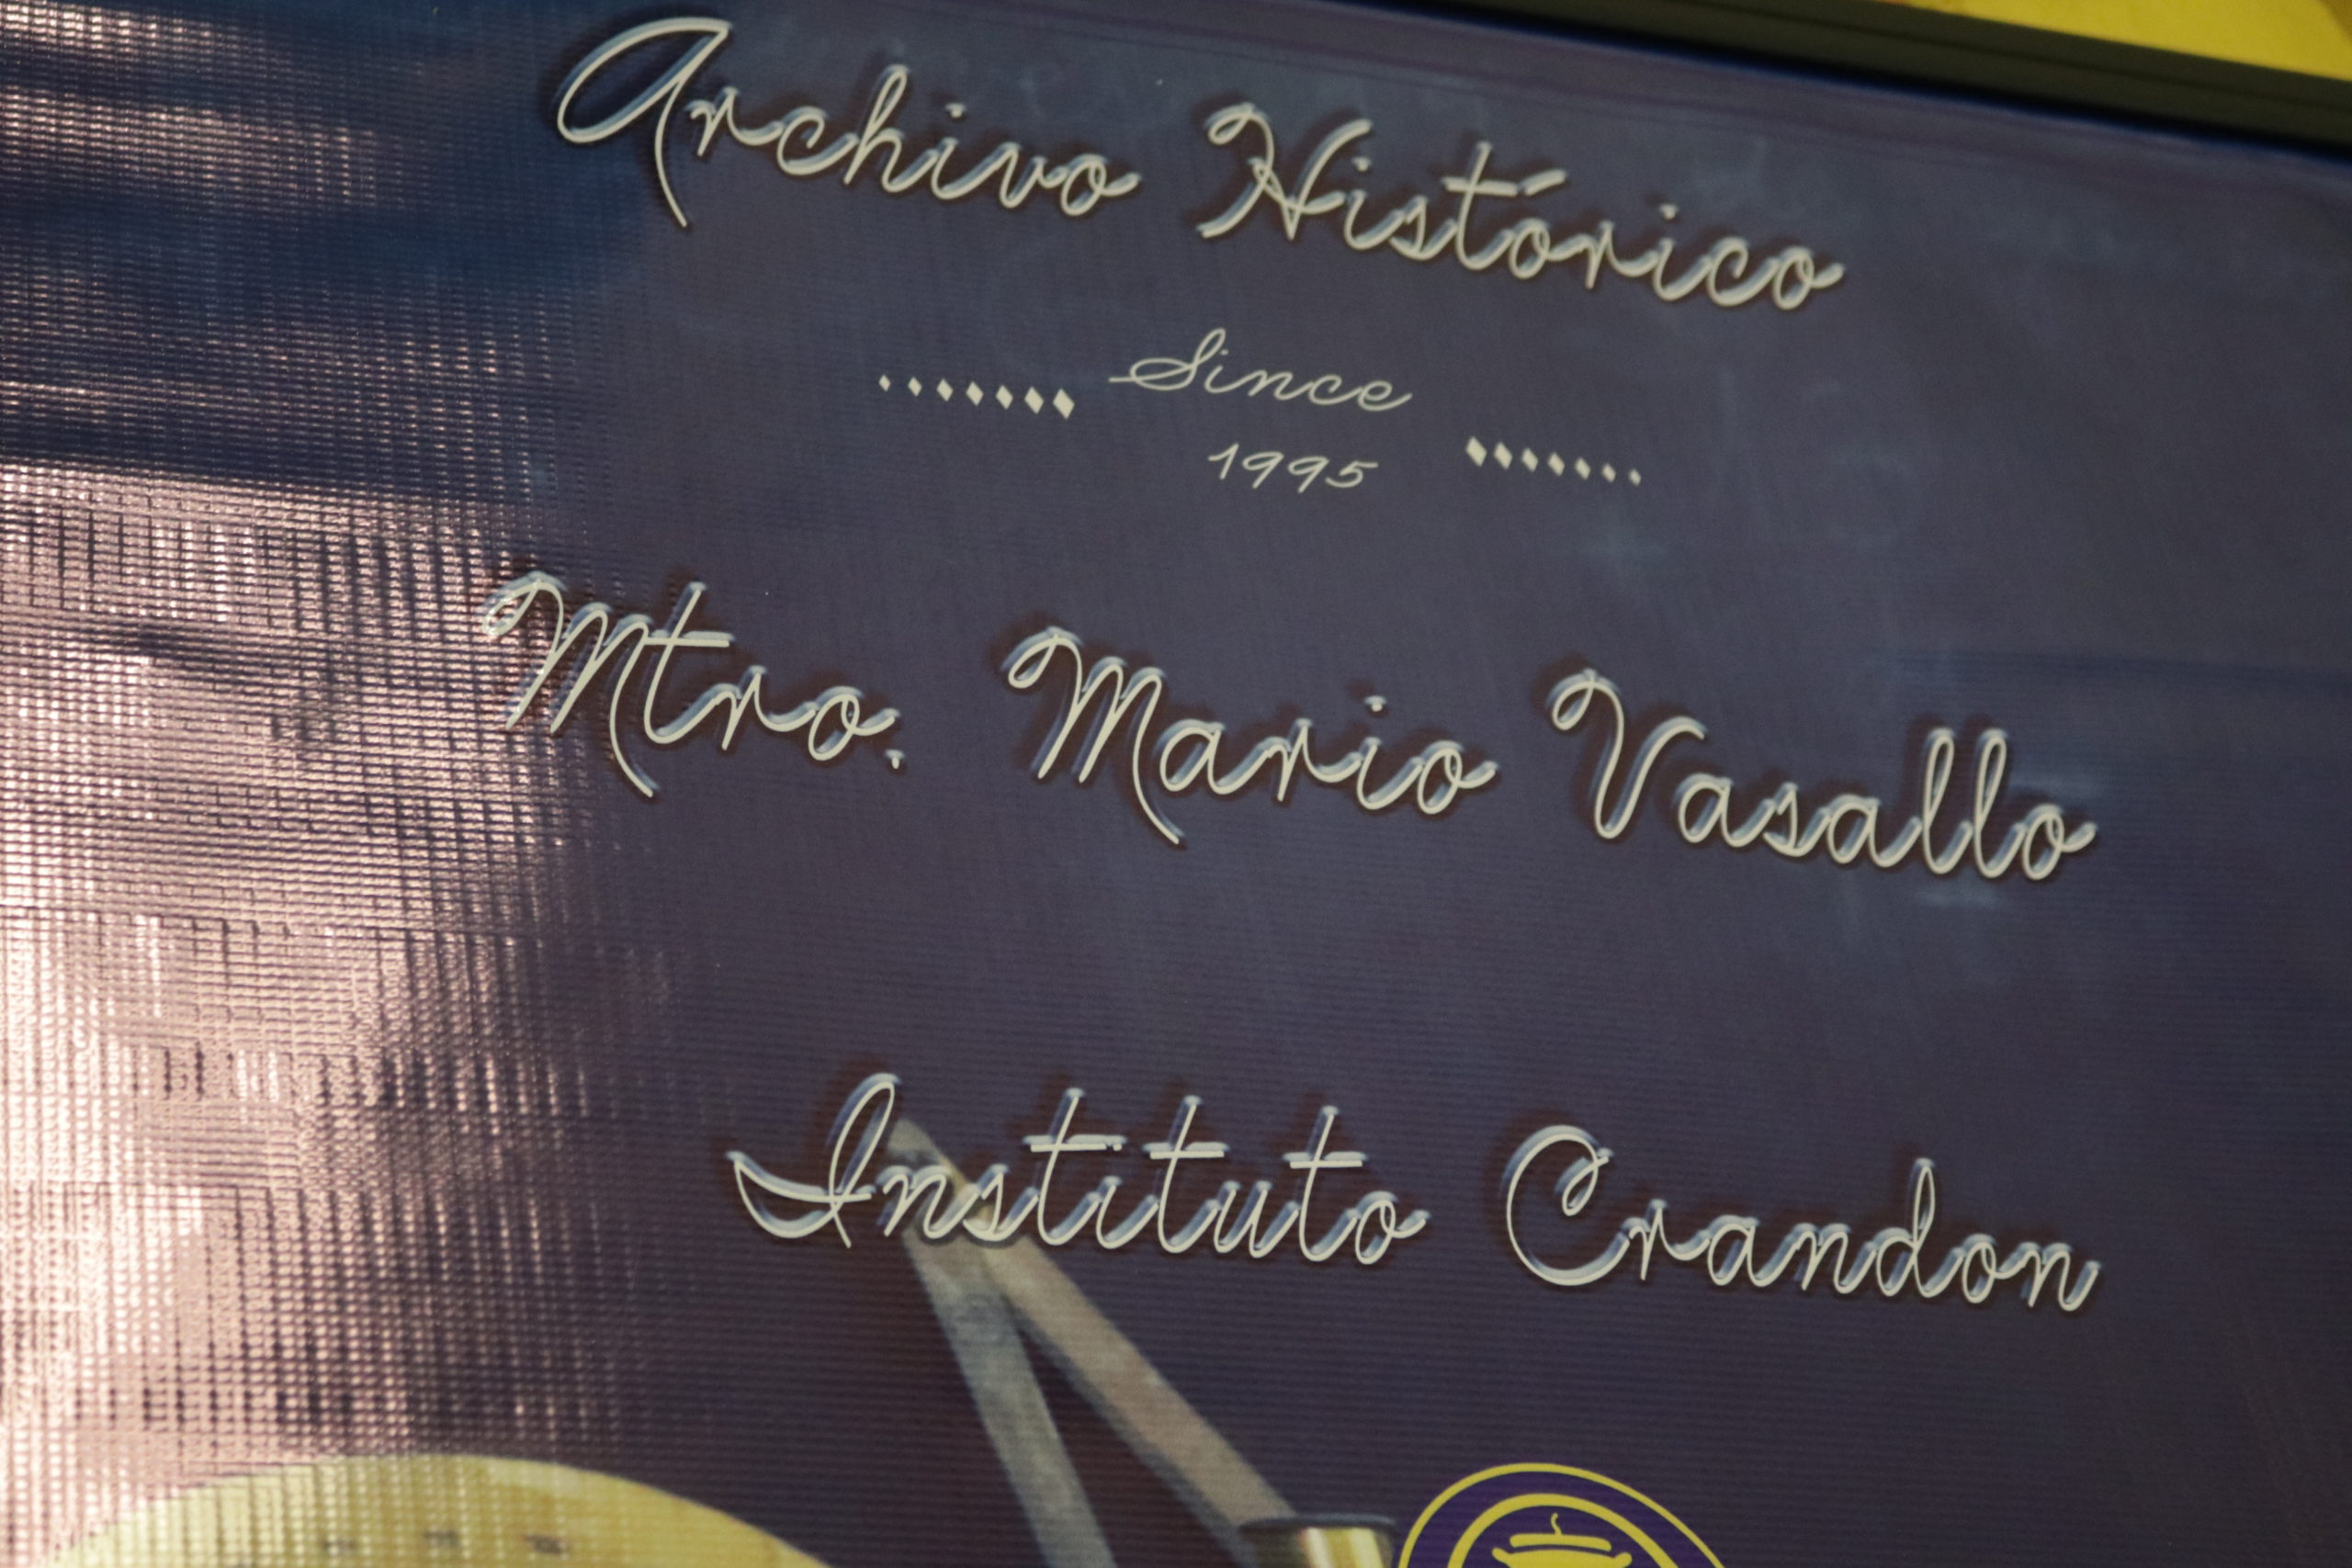 Archivo Histórico
Since
1995
Mtro. Mario Vasallo
Instituto Crandon